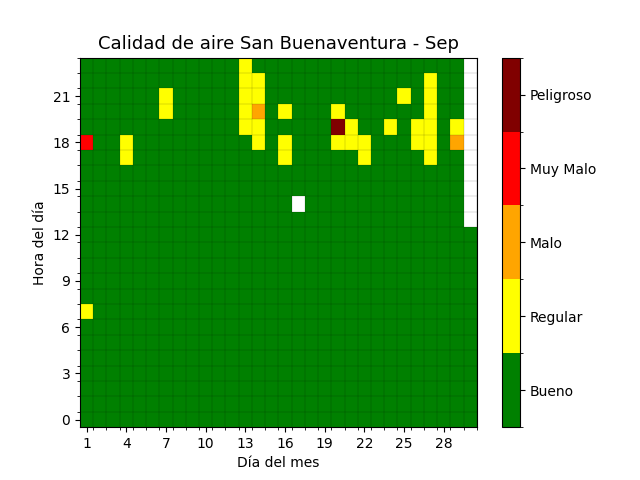 Calidad de aire San Buenaventura - Sep
Hora del día
21
18
15
12
9
6
3
0
1 4 7 10 13 16 19 22 25 28
Día del mes
Peligroso
Muy Malo
Malo
Regular
Bueno